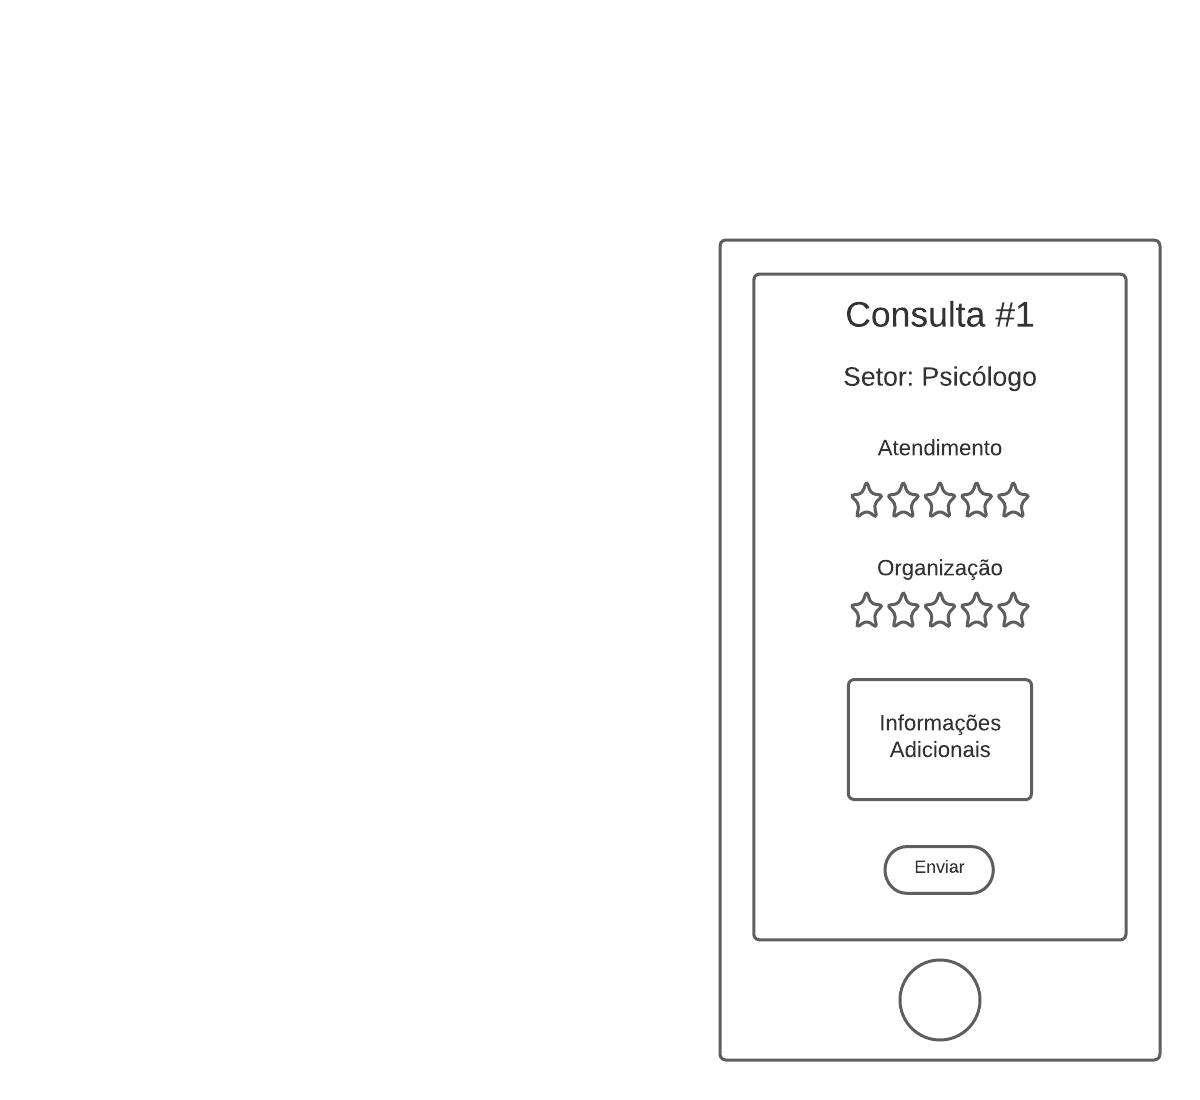 Consulta #1
Setor: Psicólogo
Atendimento
Organização
Informações
Adicionais
Enviar